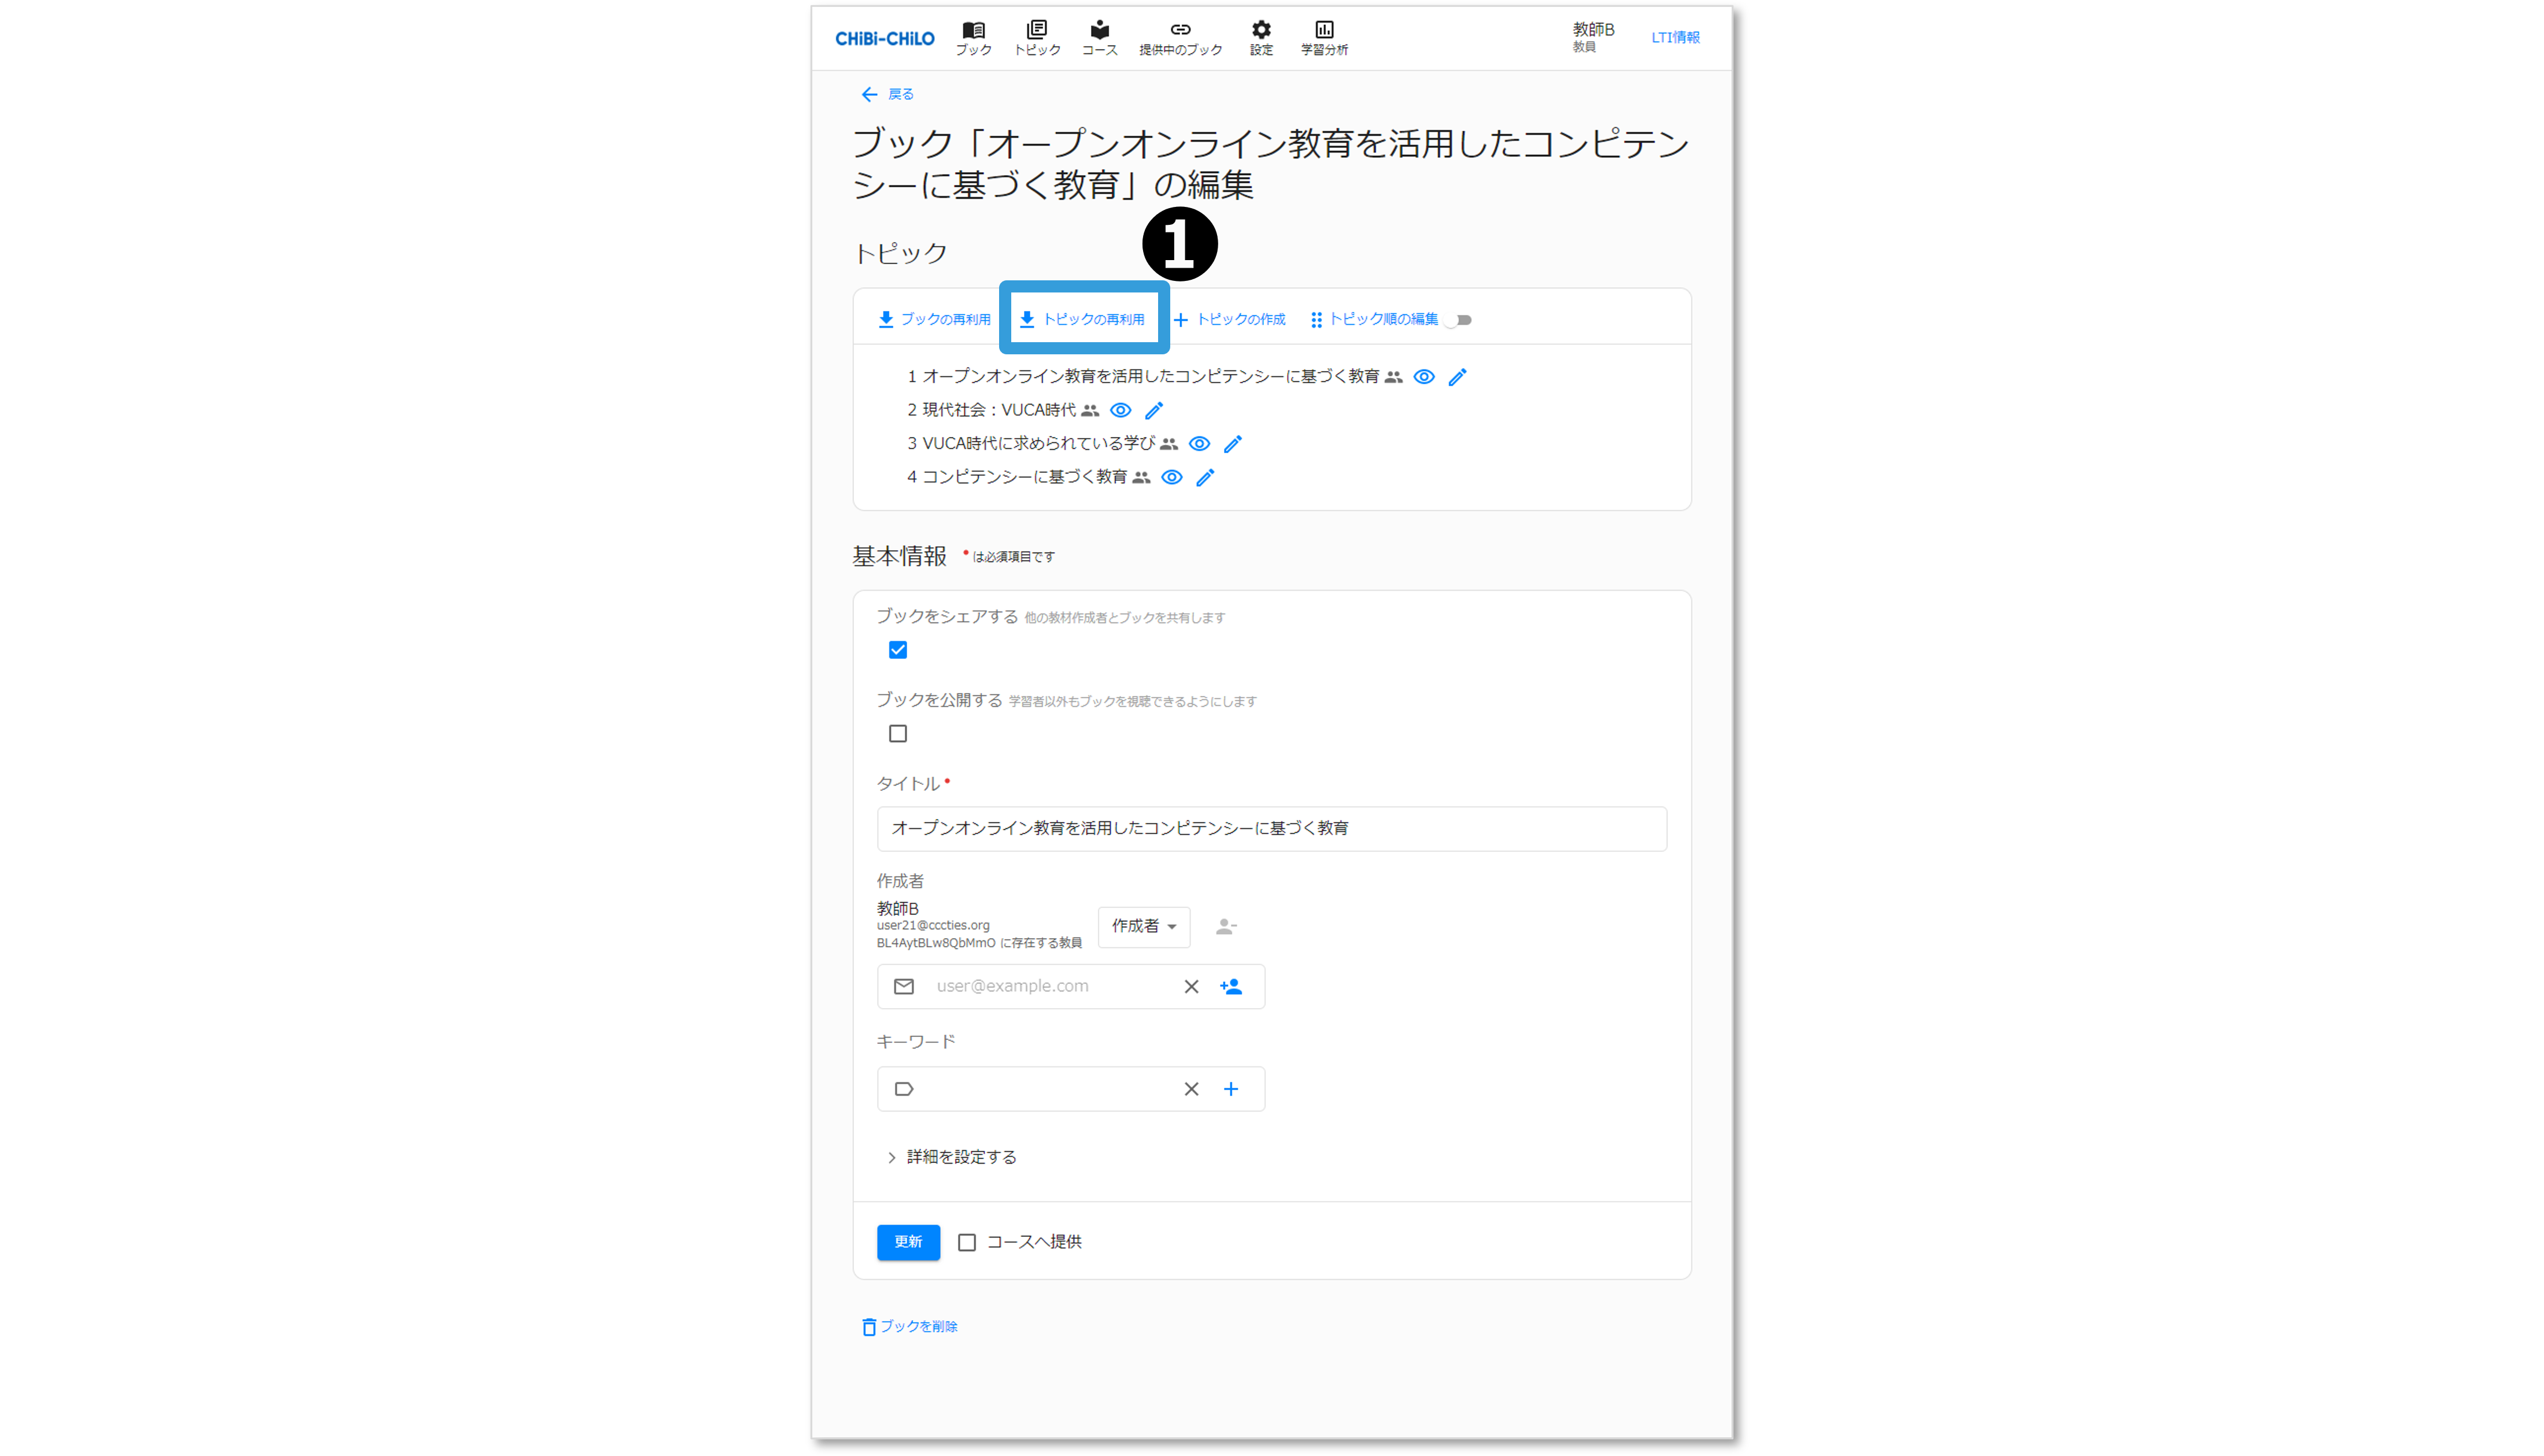 CHiBi-CHiLO
ブック
トピック
コース
提供中のブック
設定
学習分析
教師B
教員
LTI情報
戻る
ブック「オープンオンライン教育を活用したコンピテン
シーに基づく教育」の編集
1
トピック
ブックの再利用
トピックの再利用
トピックの作成
トピック順の編集
1 オープンオンライン教育を活用したコンピテンシーに基づく教育
2 現代社会：VUCA時代
3 VUCA時代に求められている学び
4 コンピテンシーに基づく教育
基本情報 *は必須項目です
ブックをシェアする 他の教材作成者とブックを共有します
ブックを公開する 学習者以外もブックを視聴できるようにします
タイトル*
オープンオンライン教育を活用したコンピテンシーに基づく教育
作成者
教師B
user21@cccties.org
BL4AytBLw8QbMmO に存在する教員
作成者
user@example.com
キーワード
詳細を設定する
更新
コースへ提供
ブックを削除